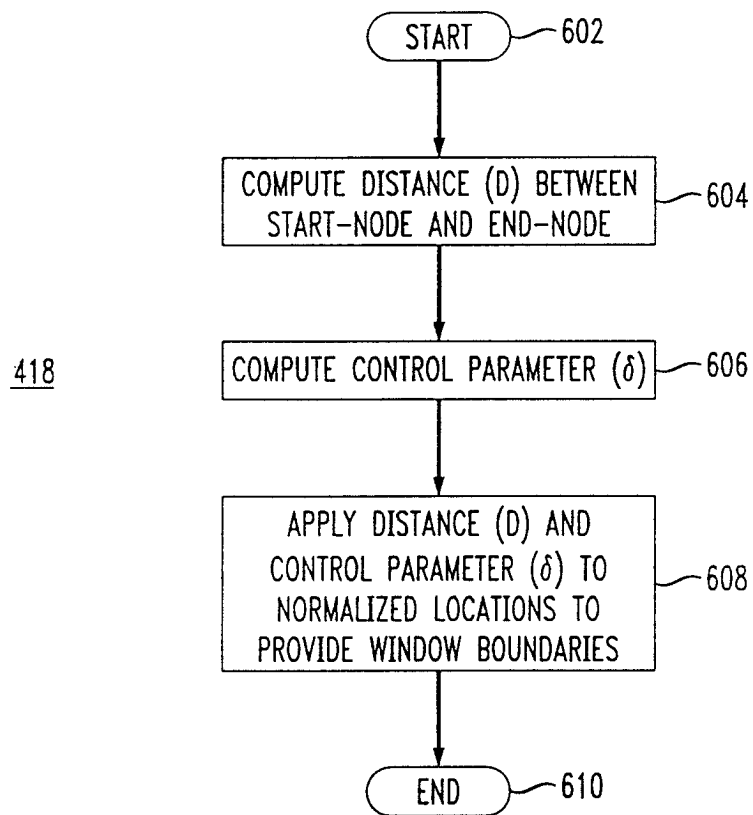 START
602
COMPUTE DISTANCE (D) BETWEEN
START-NODE AND END-NODE
604
418
COMPUTE CONTROL PARAMETER (δ)
606
APPLY DISTANCE (D) AND
CONTROL PARAMETER (δ) TO
NORMALIZED LOCATIONS TO
PROVIDE WINDOW BOUNDARIES
608
END
610